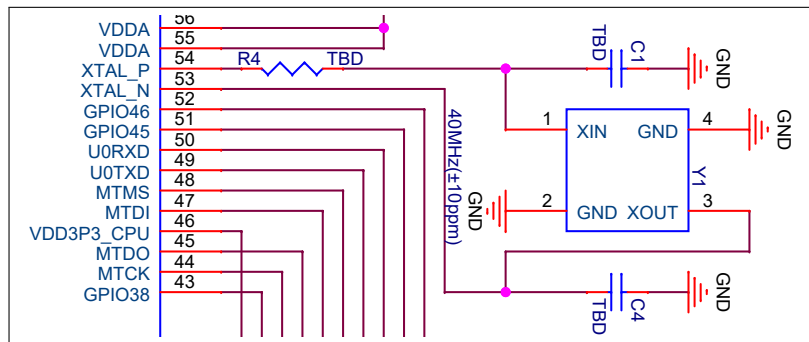 56
VDDA
55
VDDA
54
XTAL_P
R4
TBD
53
XTAL_N
52
GPIO46
51
GPIO45
50
U0RXD
49
U0TXD
48
MTMS
47
MTDI
46
VDD3P3_CPU
45
MTDO
44
MTCK
43
GPIO38
40MHz(±10ppm)
TBD
C1
GND
1
XIN
GND
4
GND
Y1
GND
2
GND
XOUT
3
TBD
C4
GND